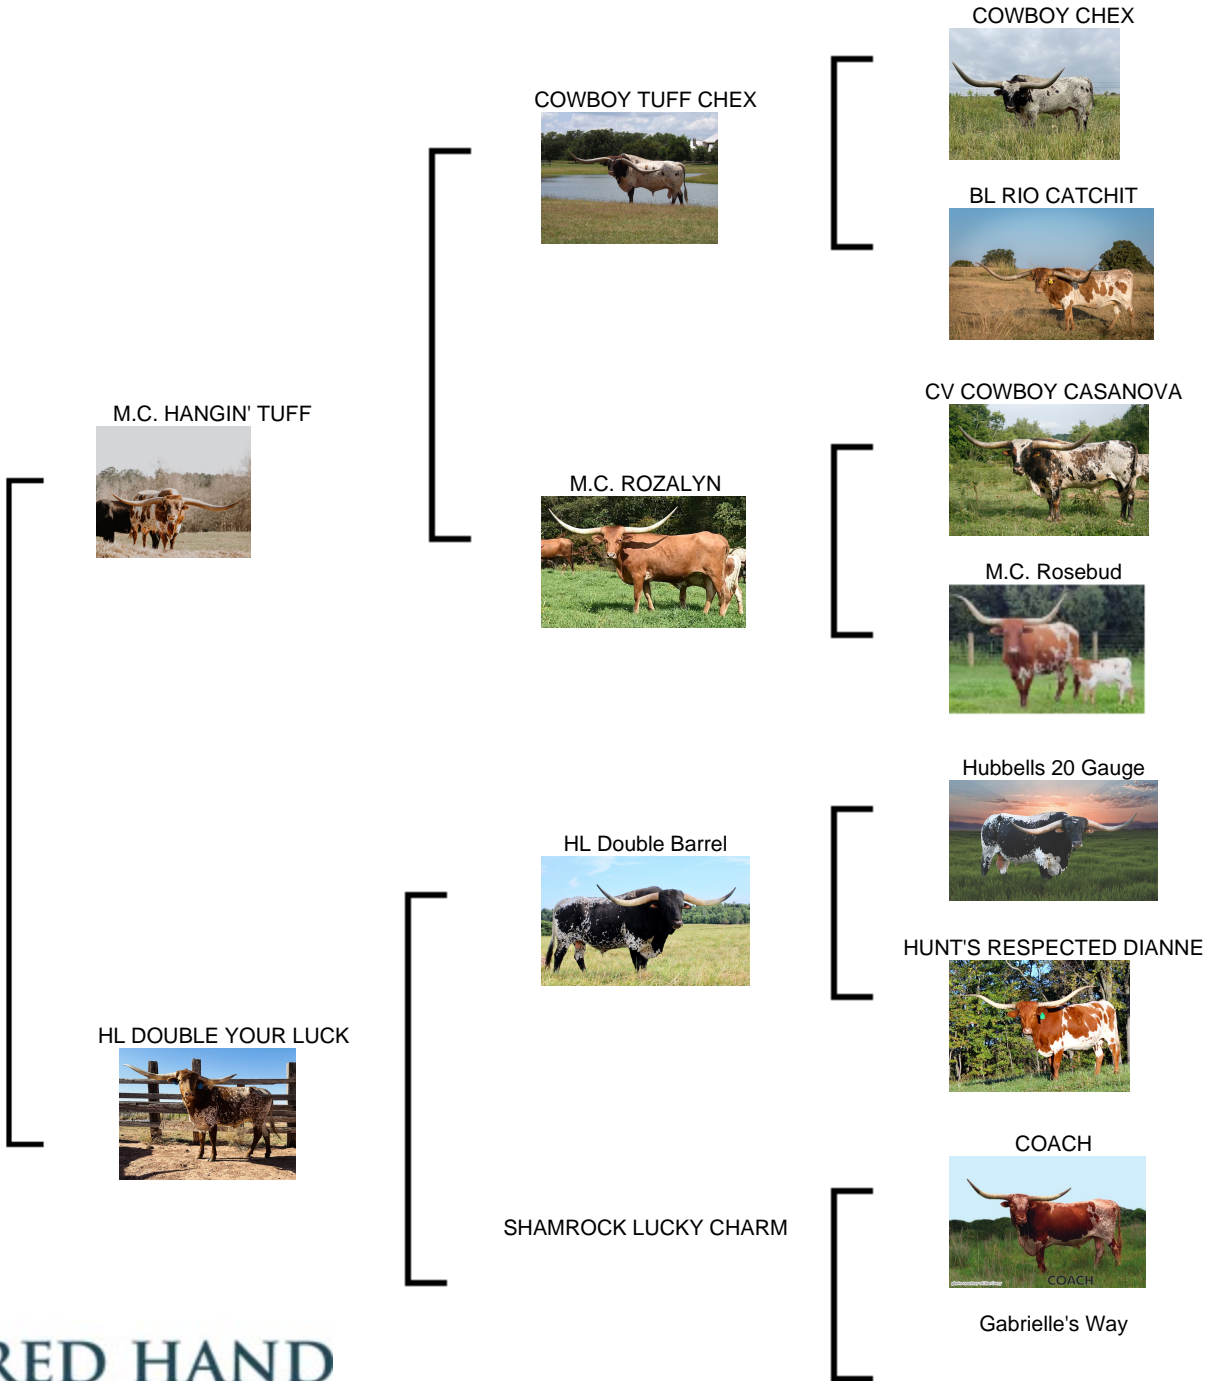 COWBOY CHEX
COWBOY TUFF CHEX
BL RIO CATCHIT
CV COWBOY CASANOVA
M.C. HANGIN' TUFF
M.C. ROZALYN
M.C. Rosebud
Hubbells 20 Gauge
HL Double Barrel
HUNT'S RESPECTED DIANNE
HL DOUBLE YOUR LUCK
COACH
SHAMROCK LUCKY CHARM
COACH
Gabrielle's Way
RED HAND